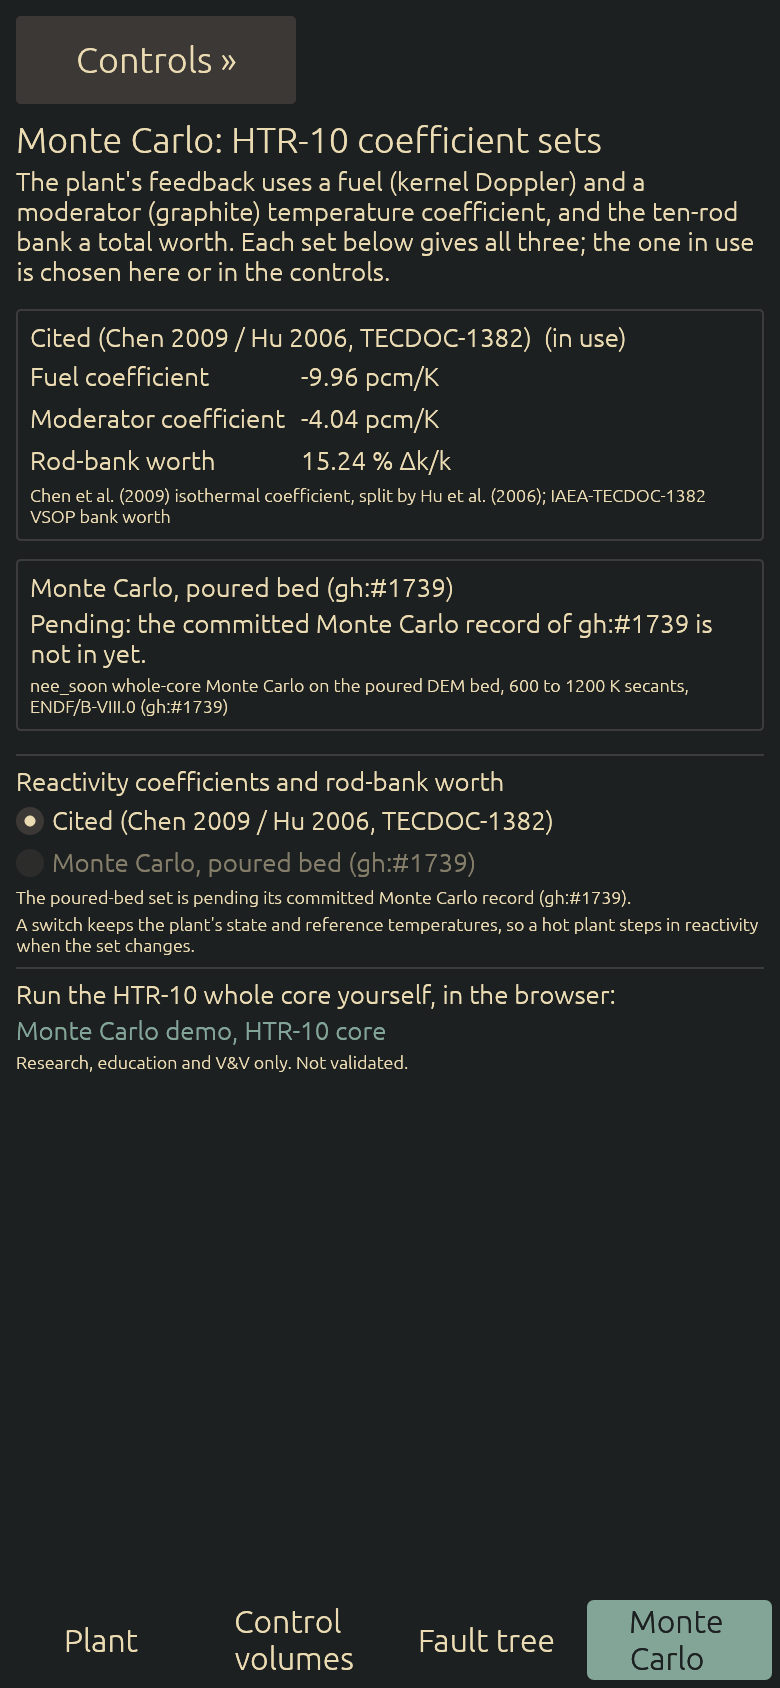 Controls »
Monte Carlo: HTR-10 coefficient sets
The plant's feedback uses a fuel (kernel Doppler) and a
moderator (graphite) temperature coefficient, and the ten-rod
bank a total worth. Each set below gives all three; the one in use
is chosen here or in the controls.
Cited (Chen 2009 / Hu 2006, TECDOC-1382)  (in use)
Fuel coefficient -9.96 pcm/K
Moderator coefficient -4.04 pcm/K
Rod-bank worth 15.24 % Δk/k
Chen et al. (2009) isothermal coefficient, split by Hu et al. (2006); IAEA-TECDOC-1382
VSOP bank worth
Monte Carlo, poured bed (gh:#1739)
Pending: the committed Monte Carlo record of gh:#1739 is
not in yet.
nee_soon whole-core Monte Carlo on the poured DEM bed, 600 to 1200 K secants,
ENDF/B-VIII.0 (gh:#1739)
Reactivity coefficients and rod-bank worth
Cited (Chen 2009 / Hu 2006, TECDOC-1382)
Monte Carlo, poured bed (gh:#1739)
The poured-bed set is pending its committed Monte Carlo record (gh:#1739).
A switch keeps the plant's state and reference temperatures, so a hot plant steps in reactivity
when the set changes.
Run the HTR-10 whole core yourself, in the browser:
Monte Carlo demo, HTR-10 core
Research, education and V&V only. Not validated.
Plant
Control
volumes
Fault tree
Monte
Carlo